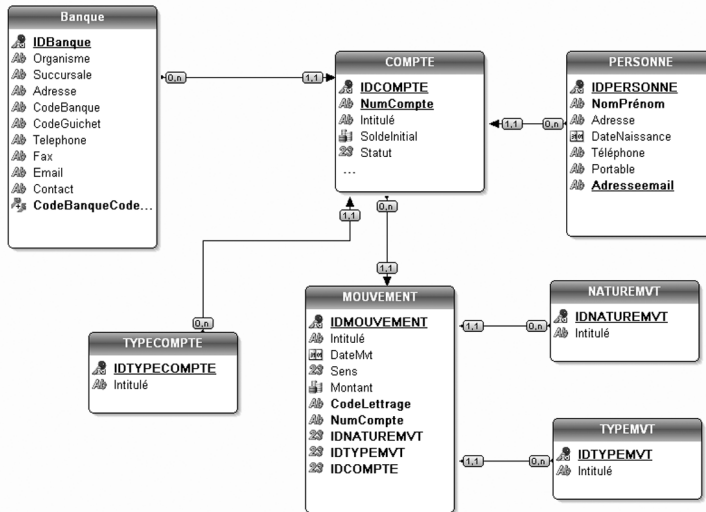 Banque
IDBanque
Organisme
Succursale
Adresse
CodeBanque
CodeGuichet
Telephone
Fax
Email
Contact
CodeBanqueCode...
0,n
1,1
COMPTE
IDCOMPTE
NumCompte
Intitulé
SoldeInitial
Statut
...
1,1
0,n
PERSONNE
IDPERSONNE
NomPrénom
Adresse
DateNaissance
Téléphone
Portable
Adresseemail
1,1
0,n
0,n
1,1
TYPECOMPTE
IDTYPECOMPTE
Intitulé
MOUVEMENT
IDMOUVEMENT
Intitulé
DateMvt
Sens
Montant
CodeLettrage
NumCompte
IDNATUREMVT
IDTYPEMVT
IDCOMPTE
1,1
0,n
NATUREMVT
IDNATUREMVT
Intitulé
1,1
0,n
TYPEMVT
IDTYPEMVT
Intitulé